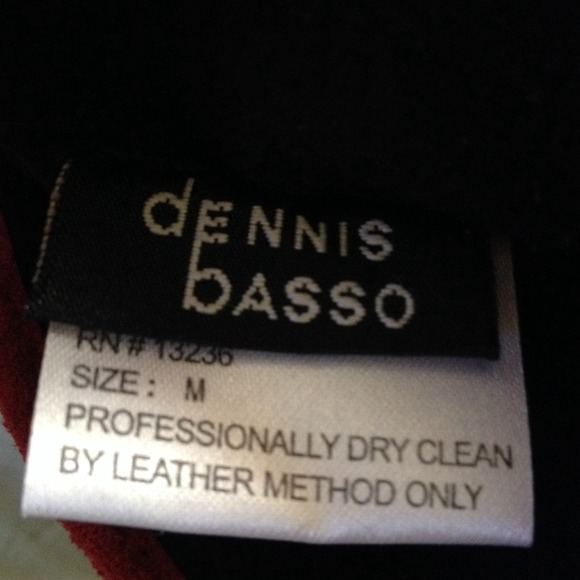 dENNIS
bASSO
RN # 13236
SIZE : M
PROFESSIONALLY DRY CLEAN
BY LEATHER METHOD ONLY